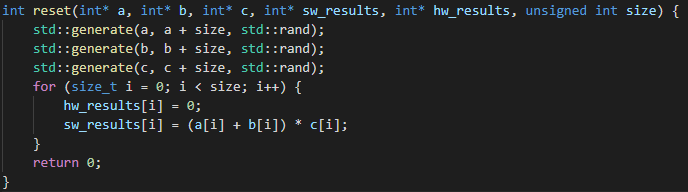 int reset(int* a, int* b, int* c, int* sw_results, int* hw_results, unsigned int size) {
    std::generate(a, a + size, std::rand);
    std::generate(b, b + size, std::rand);
    std::generate(c, c + size, std::rand);
    for (size_t i = 0; i < size; i++) {
        hw_results[i] = 0;
        sw_results[i] = (a[i] + b[i]) * c[i];
    }
    return 0;
}